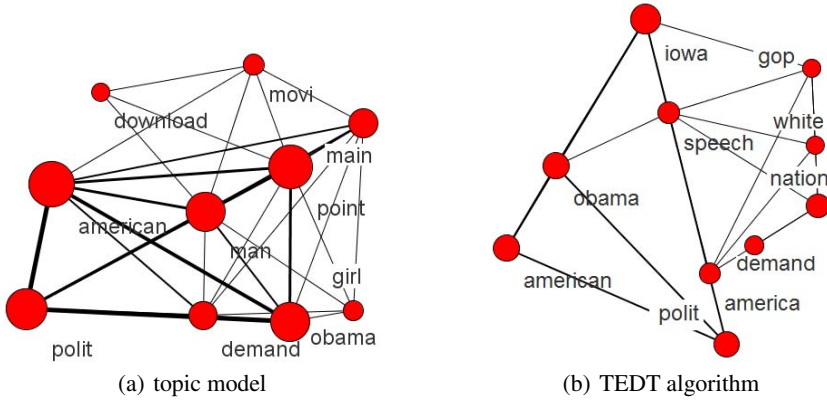 iowa
gop
movi
download
white
main
speech
nation
obama
point
american
man
demand
girl
american
america
polit
obama
demand
polit
(a) topic model
(b) TEDT algorithm